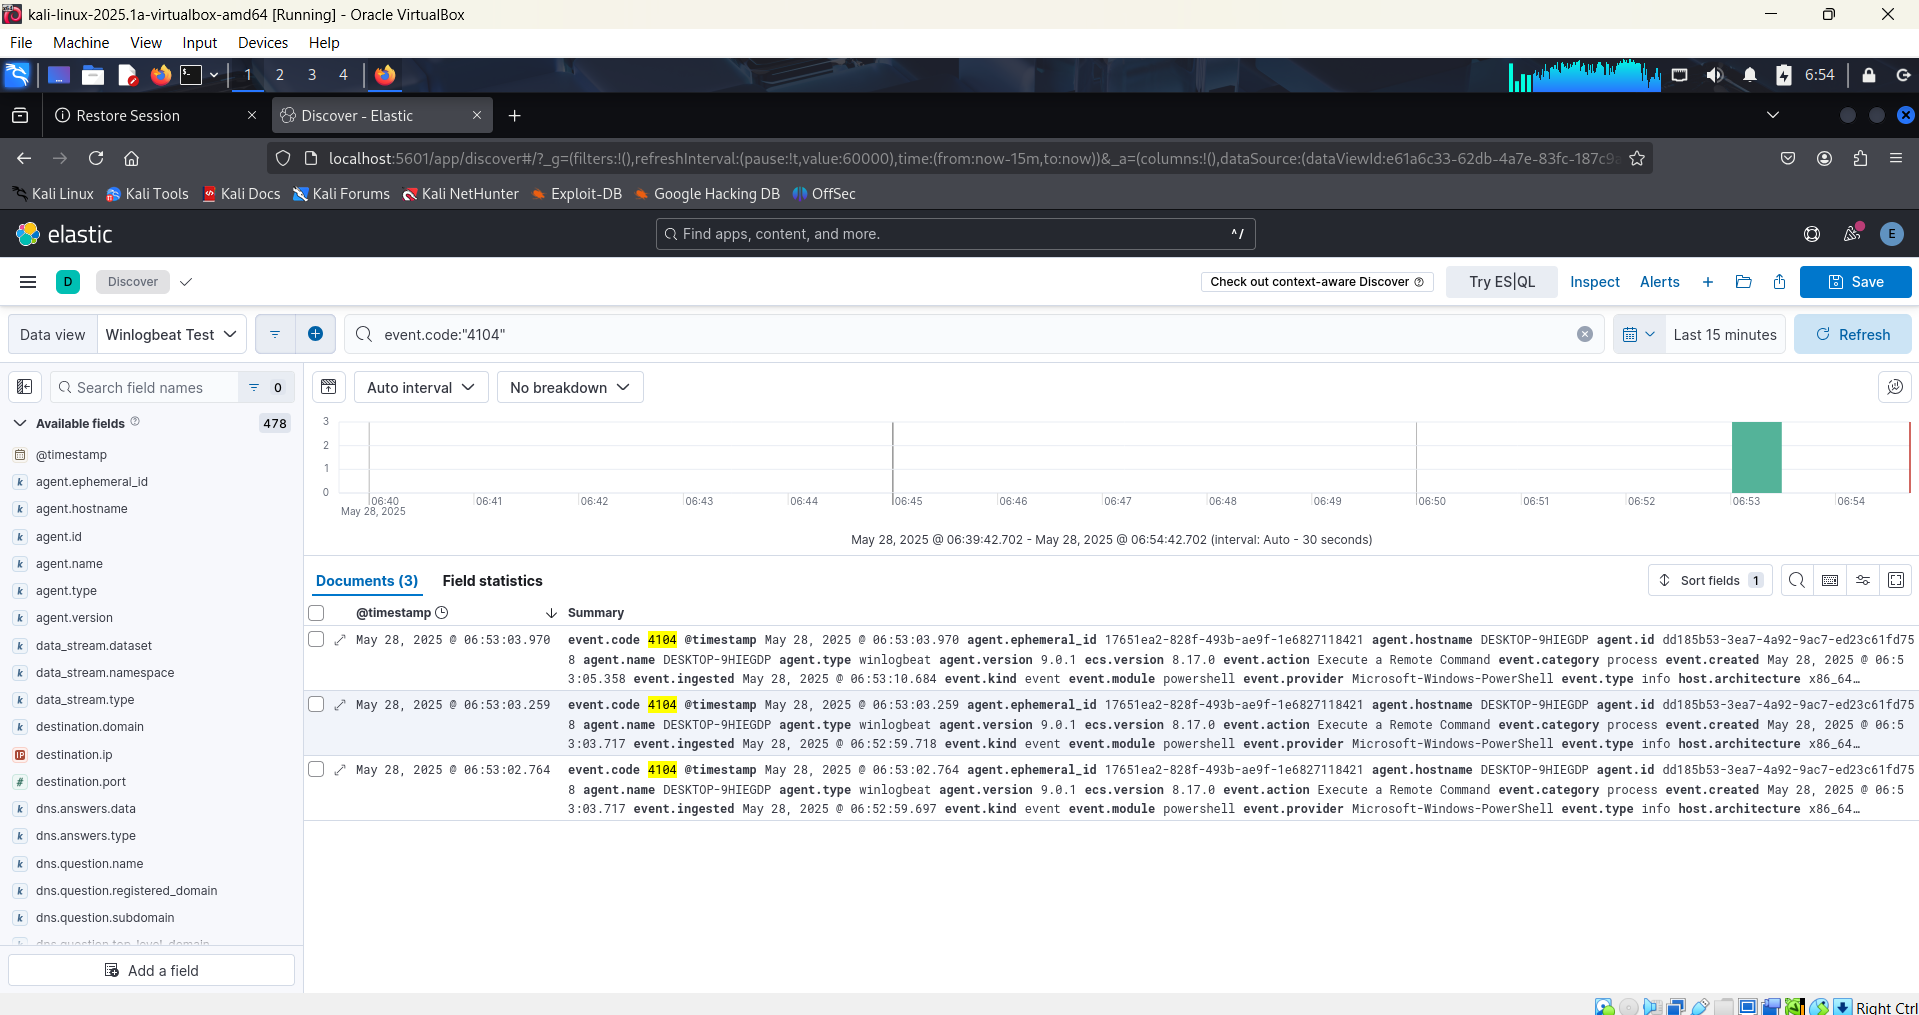 kali-linux-2025.1a-virtualbox-amd64 [Running] - Oracle VirtualBox
File Machine View Input Devices Help
1 2 3 4 6:54
Restore Session Discover - Elastic
localhost:5601/app/discover#/?_g=(filters:!(),refreshInterval:(pause:!t,value:60000),time:(from:now-15m,to:now))&_a=(columns:!(),dataSource:(dataViewId:e61a6c33-62db-4a7e-83fc-187c9a
Kali Linux Kali Tools Kali Docs Kali Forums Kali NetHunter Exploit-DB Google Hacking DB OffSec
elastic Find apps, content, and more. ^/ E
D Discover Check out context-aware Discover Try ES|QL Inspect Alerts Save
Data view Winlogbeat Test event.code:"4104" Last 15 minutes Refresh
Search field names 0 Auto interval No breakdown
Available fields 478
@timestamp
agent.ephemeral_id
agent.hostname
agent.id
agent.name
agent.type
agent.version
data_stream.dataset
data_stream.namespace
data_stream.type
destination.domain
destination.ip
destination.port
dns.answers.data
dns.answers.type
dns.question.name
dns.question.registered_domain
dns.question.subdomain
dns.question.top_level_domain
Add a field
3
2
1
0
06:40 06:41 06:42 06:43 06:44 06:45 06:46 06:47 06:48 06:49 06:50 06:51 06:52 06:53 06:54
May 28, 2025
May 28, 2025 @ 06:39:42.702 - May 28, 2025 @ 06:54:42.702 (interval: Auto - 30 seconds)
Documents (3) Field statistics Sort fields 1
@timestamp Summary
May 28, 2025 @ 06:53:03.970 event.code 4104 @timestamp May 28, 2025 @ 06:53:03.970 agent.ephemeral_id 17651ea2-828f-493b-ae9f-1e6827118421 agent.hostname DESKTOP-9HIEGDP agent.id dd185b53-3ea7-4a92-9ac7-ed23c61fd75
8 agent.name DESKTOP-9HIEGDP agent.type winlogbeat agent.version 9.0.1 ecs.version 8.17.0 event.action Execute a Remote Command event.category process event.created May 28, 2025 @ 06:5
3:05.358 event.ingested May 28, 2025 @ 06:53:10.684 event.kind event event.module powershell event.provider Microsoft-Windows-PowerShell event.type info host.architecture x86_64…
May 28, 2025 @ 06:53:03.259 event.code 4104 @timestamp May 28, 2025 @ 06:53:03.259 agent.ephemeral_id 17651ea2-828f-493b-ae9f-1e6827118421 agent.hostname DESKTOP-9HIEGDP agent.id dd185b53-3ea7-4a92-9ac7-ed23c61fd75
8 agent.name DESKTOP-9HIEGDP agent.type winlogbeat agent.version 9.0.1 ecs.version 8.17.0 event.action Execute a Remote Command event.category process event.created May 28, 2025 @ 06:5
3:03.717 event.ingested May 28, 2025 @ 06:52:59.718 event.kind event event.module powershell event.provider Microsoft-Windows-PowerShell event.type info host.architecture x86_64…
May 28, 2025 @ 06:53:02.764 event.code 4104 @timestamp May 28, 2025 @ 06:53:02.764 agent.ephemeral_id 17651ea2-828f-493b-ae9f-1e6827118421 agent.hostname DESKTOP-9HIEGDP agent.id dd185b53-3ea7-4a92-9ac7-ed23c61fd75
8 agent.name DESKTOP-9HIEGDP agent.type winlogbeat agent.version 9.0.1 ecs.version 8.17.0 event.action Execute a Remote Command event.category process event.created May 28, 2025 @ 06:5
3:03.717 event.ingested May 28, 2025 @ 06:52:59.697 event.kind event event.module powershell event.provider Microsoft-Windows-PowerShell event.type info host.architecture x86_64…
Right Ctrl